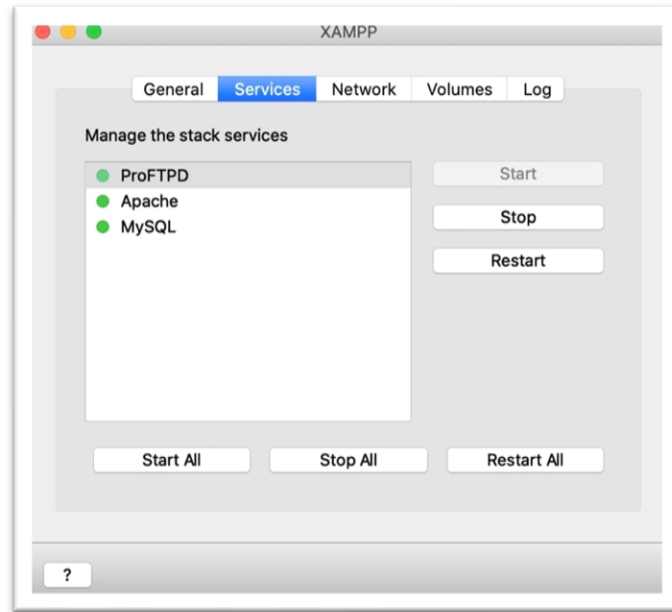 XAMPP
General Services Network Volumes Log
Manage the stack services
ProFTPD
Start
Apache
Stop
MySQL
Restart
Start All Stop All Restart All
?